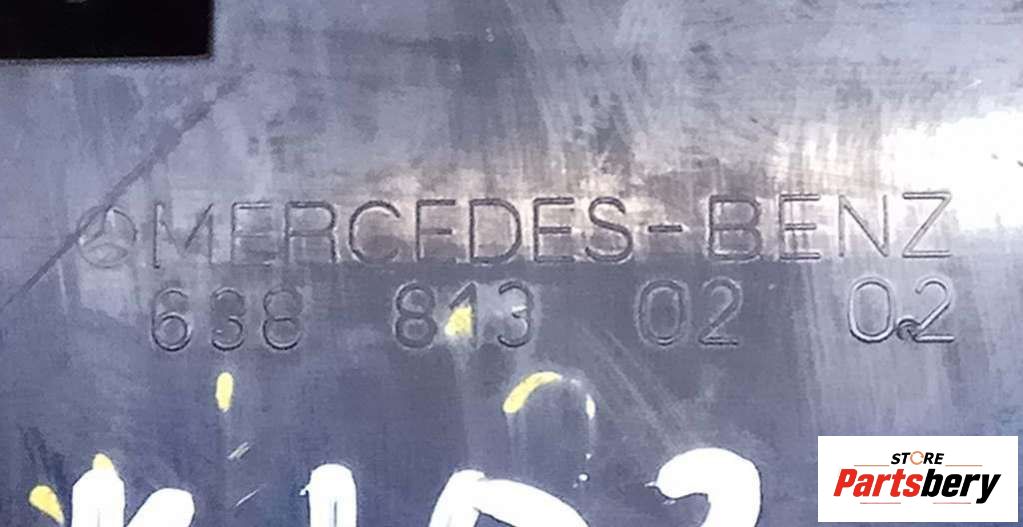 MERCEDES-BENZ
638 813 02 02
STORE
Partsbery